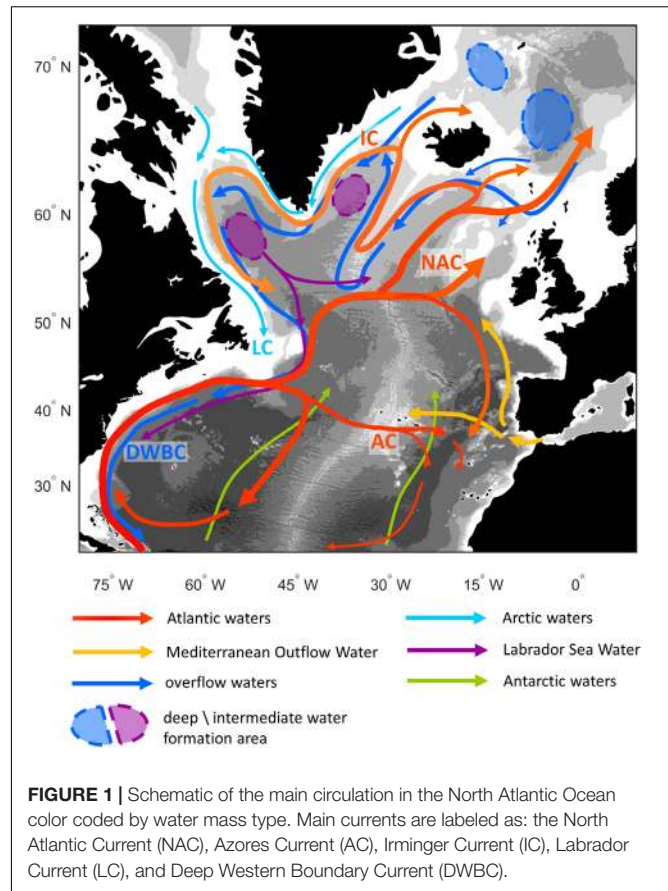 70° N
60° N
50° N
40° N
30° N
IC
NAC
LC
AC
DWBC
75° W 60° W 45° W 30° W 15° W 0°
Atlantic waters
Arctic waters
Mediterranean Outflow Water
Labrador Sea Water
overflow waters
Antarctic waters
deep \ intermediate water
formation area
FIGURE 1 | Schematic of the main circulation in the North Atlantic Ocean
color coded by water mass type. Main currents are labeled as: the North
Atlantic Current (NAC), Azores Current (AC), Irminger Current (IC), Labrador
Current (LC), and Deep Western Boundary Current (DWBC).